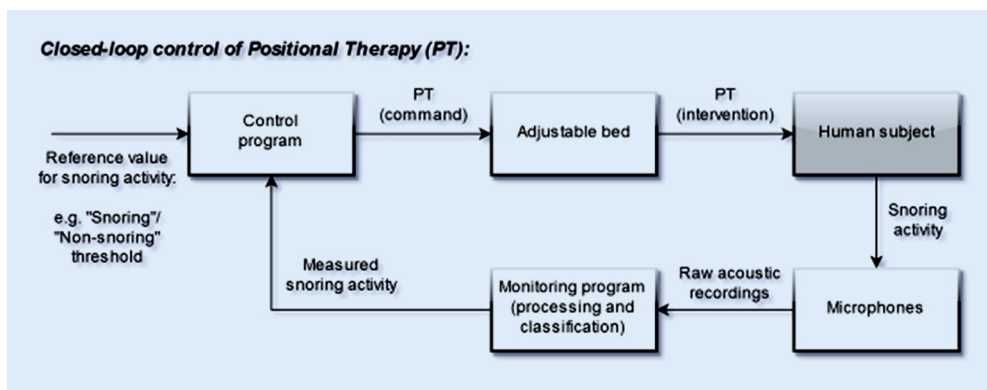 Closed-loop control of Positional Therapy (PT):
Control
program
PT
(command)
Adjustable bed
PT
(intervention)
Human subject
Reference value
for snoring activity:
e.g. "Snoring"/
"Non-snoring"
threshold
Snoring
activity
Measured
snoring activity
Monitoring program
(processing and
classification)
Raw acoustic
recordings
Microphones